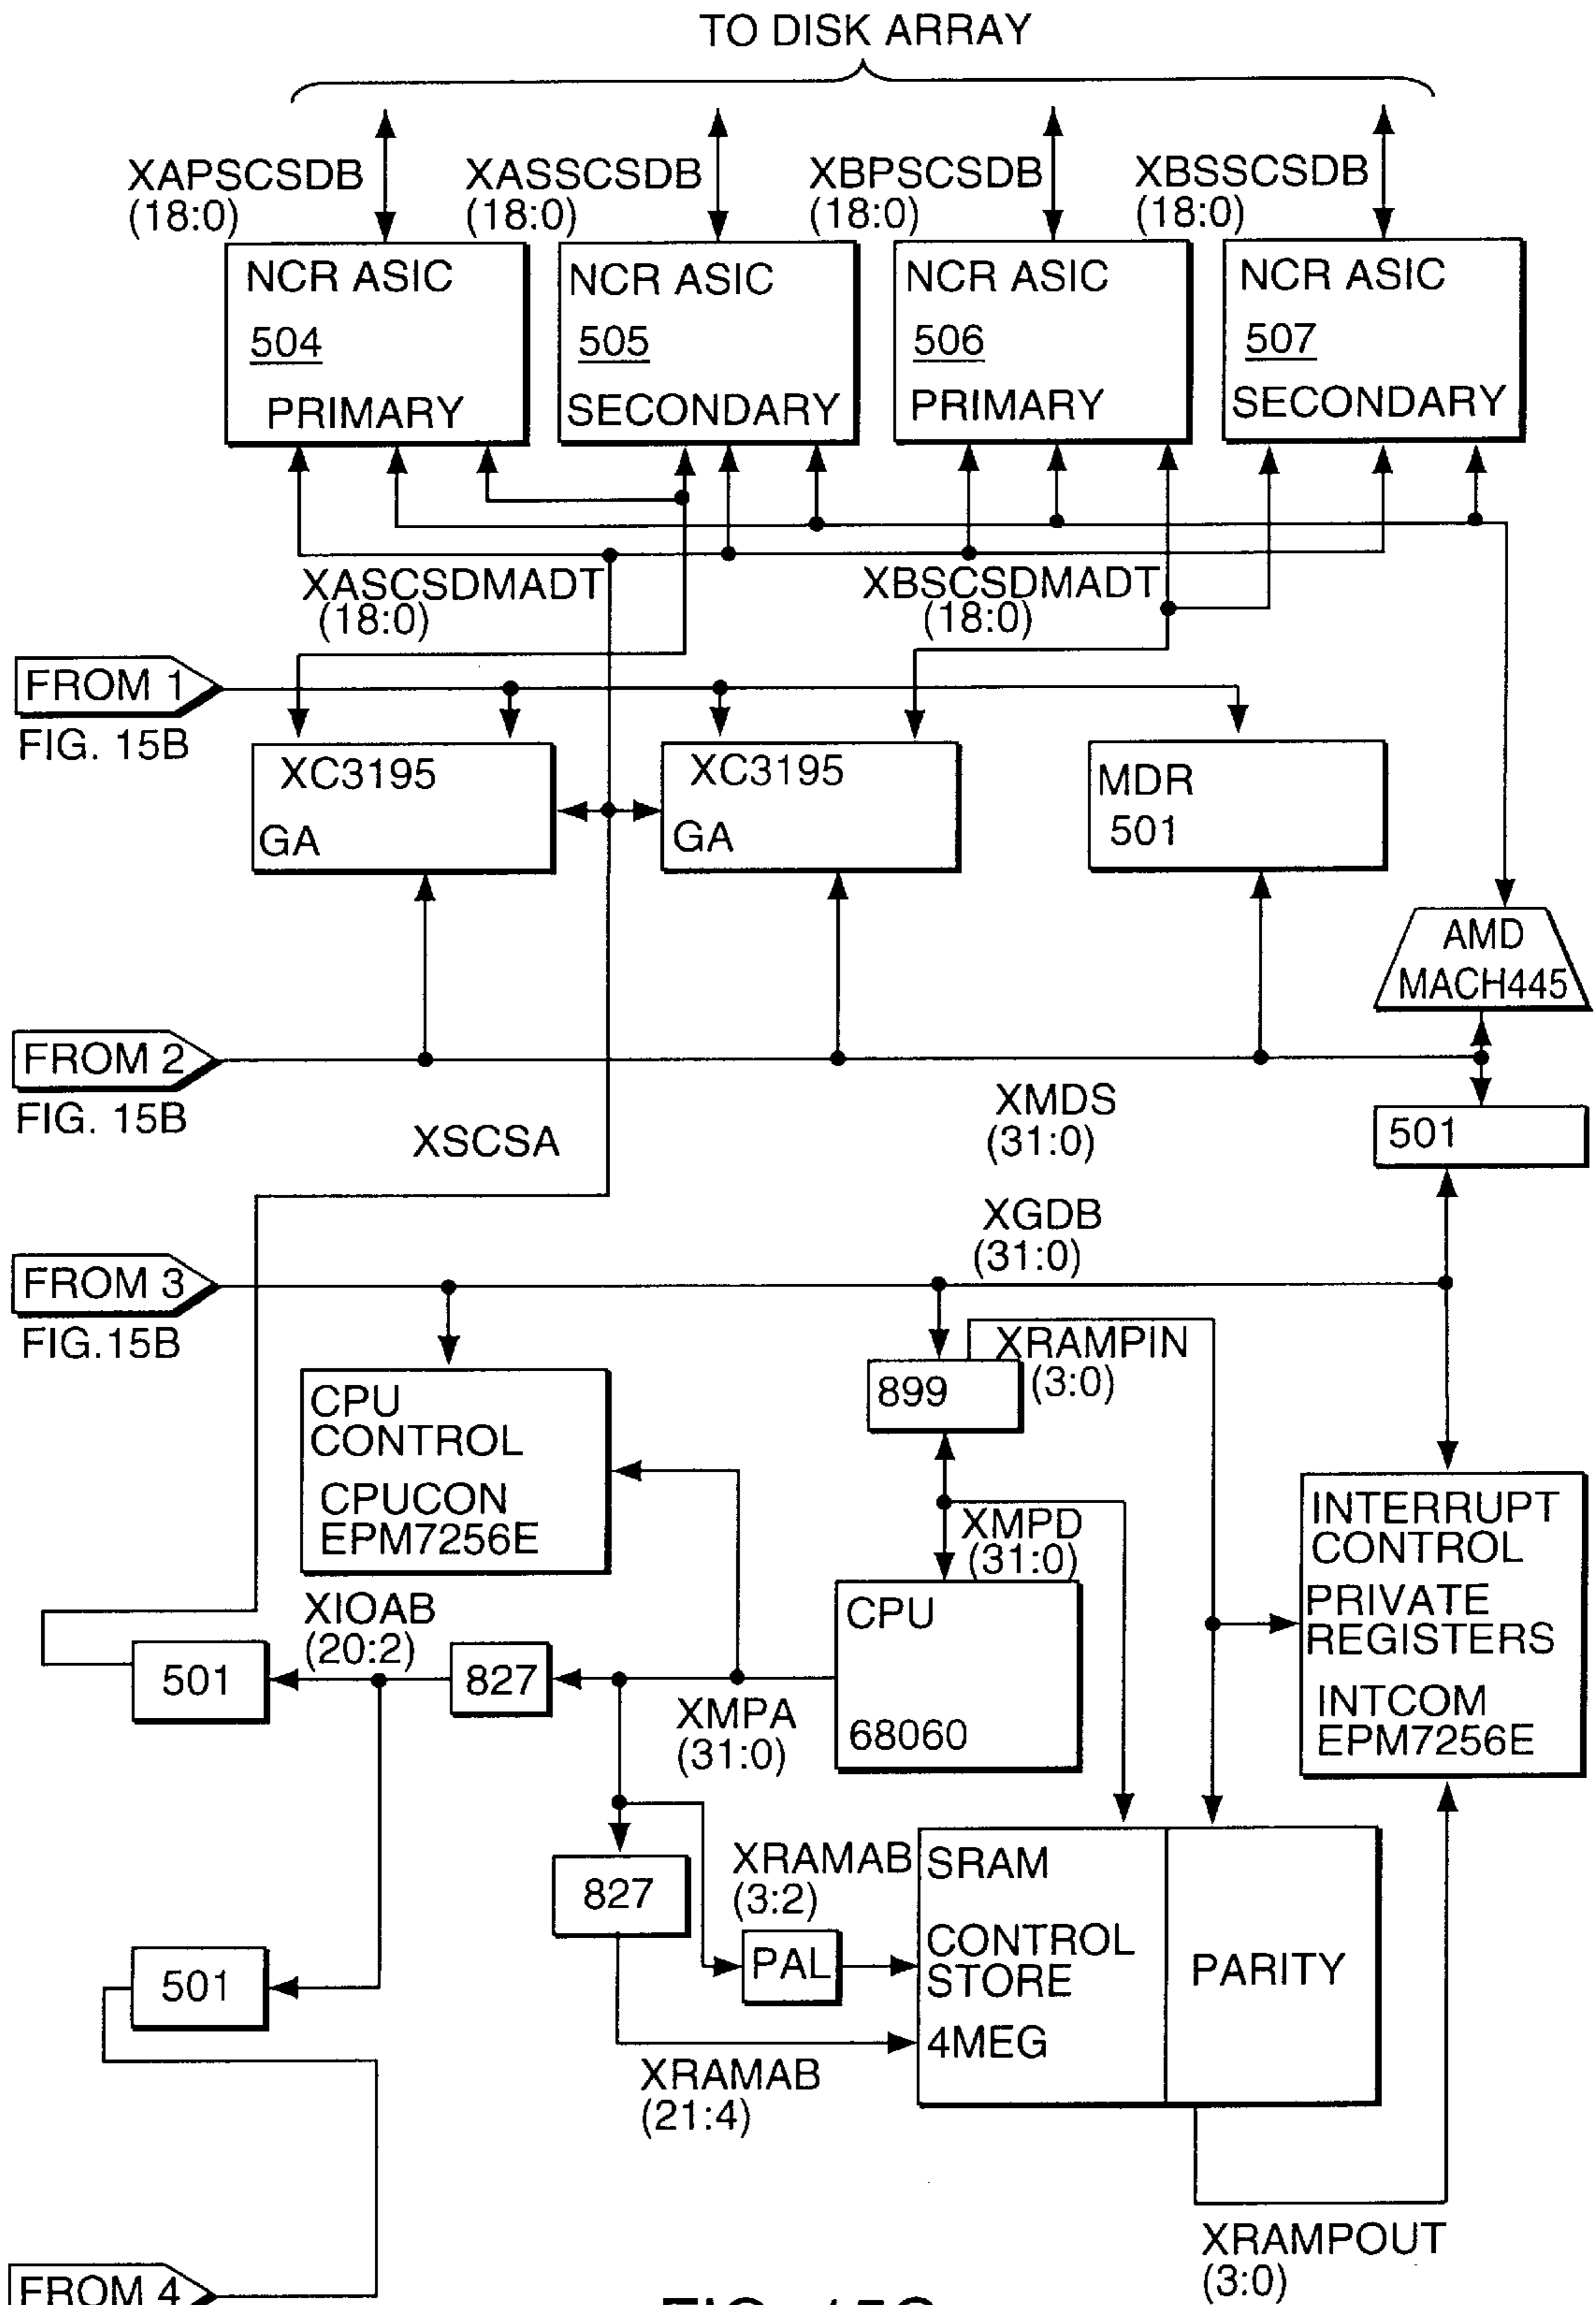 TO DISK ARRAY
XAPSCSDB
(18:0)
XASSCSDB
(18:0)
XBPSCSDB
(18:0)
XBSSCSDB
(18:0)
NCR ASIC
504
PRIMARY
NCR ASIC
505
SECONDARY
NCR ASIC
506
PRIMARY
NCR ASIC
507
SECONDARY
XASCSDMADT
(18:0)
XBSCSDMADT
(18:0)
FROM 1
FIG. 15B
XC3195
GA
XC3195
GA
MDR
501
AMD
MACH445
FROM 2
FIG. 15B
XMDS
(31:0)
501
XSCSA
XGDB
(31:0)
FROM 3
FIG.15B
XRAMPIN
(3:0)
899
CPU
CONTROL
CPUCON
EPM7256E
XMPD
(31:0)
INTERRUPT
CONTROL
PRIVATE
REGISTERS
INTCOM
EPM7256E
XIOAB
(20:2)
501
827
XMPA
(31:0)
CPU
68060
827
XRAMAB
(3:2)
PAL
SRAM
CONTROL
STORE
4MEG
PARITY
501
XRAMAB
(21:4)
XRAMPOUT
(3:0)
FROM 4